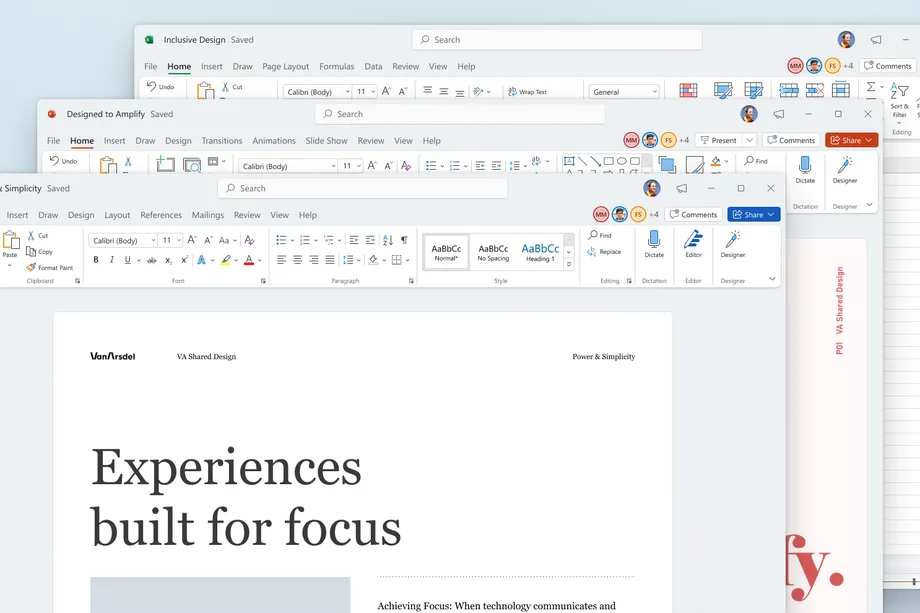 Inclusive Design Saved
Search
File Home Insert Draw Page Layout Formulas Data Review View Help
MM FS +4 Comments
Undo Cut Calibri (Body) 11 Wrap Text General
Sort &
Filter
Editing
Designed to Amplify Saved
Search
File Home Insert Draw Design Transitions Animations Slide Show Review View Help
MM FS +4 Present Comments Share
Undo Calibri (Body) 11 Find
Dictate Designer
Dictation Designer
& Simplicity Saved
Search
Insert Draw Design Layout References Mailings Review View Help
MM FS +4 Comments Share
Paste Cut Copy Format Paint
Clipboard
Calibri (Body) 11 Aa
B I U ab x x A A
Font
Paragraph
AaBbCc AaBbCc AaBbCc
Normal* No Spacing Heading 1
Style
Find
Replace
Editing
Dictate Editor Designer
Dictation Editor Designer
VanArsdel VA Shared Design Power & Simplicity
Experiences
built for focus
Achieving Focus: When technology communicates and
P01 VA Shared Design
fy.